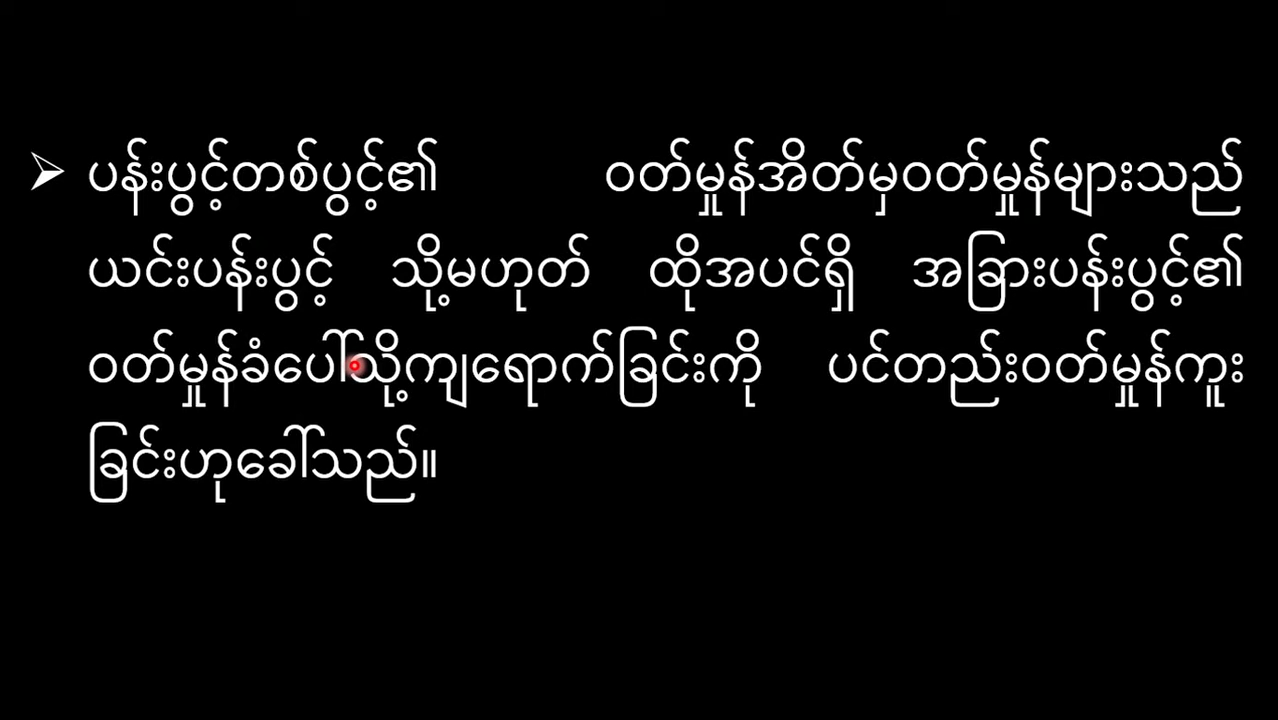 ➢ ပန်းပွင့်တစ်ပွင့်၏ ဝတ်မှုန်အိတ်မှဝတ်မှုန်များသည်
ယင်းပန်းပွင့် သို့မဟုတ် ထိုအပင်ရှိ အခြားပန်းပွင့်၏
ဝတ်မှုန်ခံပေါ်သို့ကျရောက်ခြင်းကို ပင်တည်းဝတ်မှုန်ကူး
ခြင်းဟုခေါ်သည်။